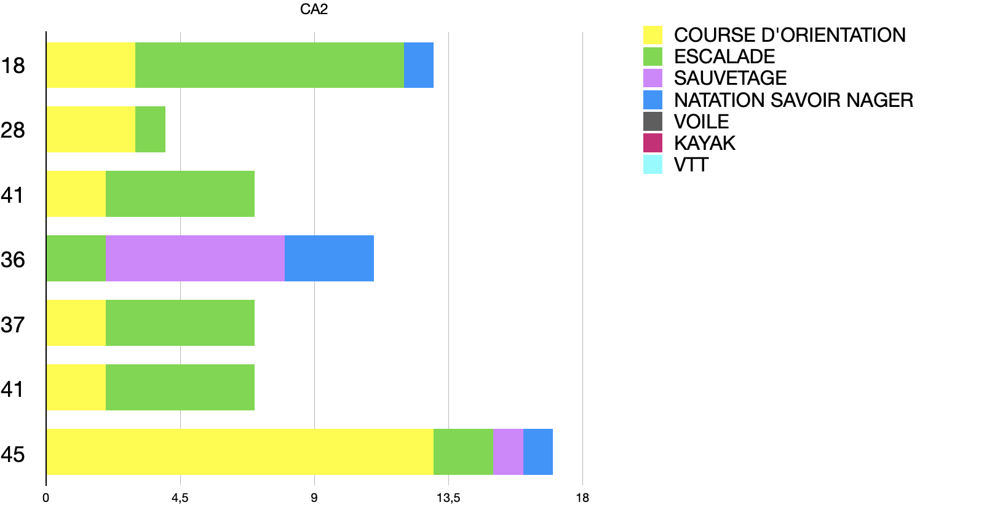 CA2
18
28
41
36
37
41
45
0 4,5 9 13,5 18
COURSE D'ORIENTATION
ESCALADE
SAUVETAGE
NATATION SAVOIR NAGER
VOILE
KAYAK
VTT